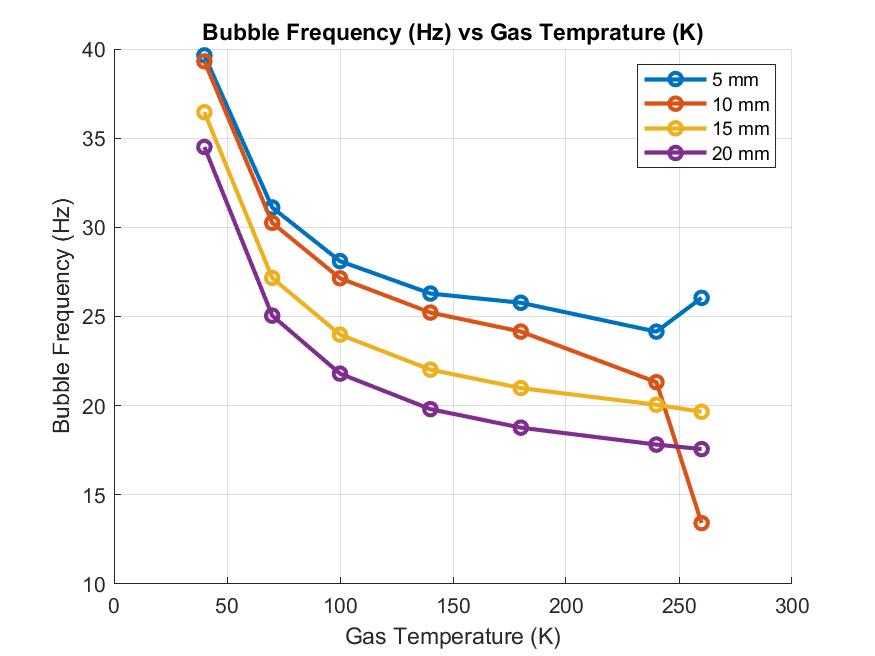 Bubble Frequency (Hz) vs Gas Temprature (K)
5 mm
10 mm
15 mm
20 mm
Bubble Frequency (Hz)
40
35
30
25
20
15
10
0 50 100 150 200 250 300
Gas Temperature (K)